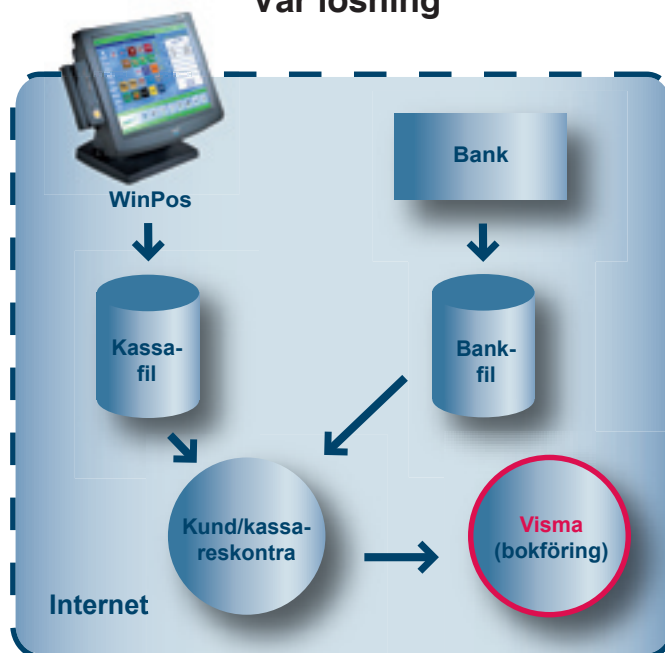 Vår lösning
WinPos
Bank
Kassa-
fil
Bank-
fil
Kund/kassa-
reskontra
Visma
(bokföring)
Internet